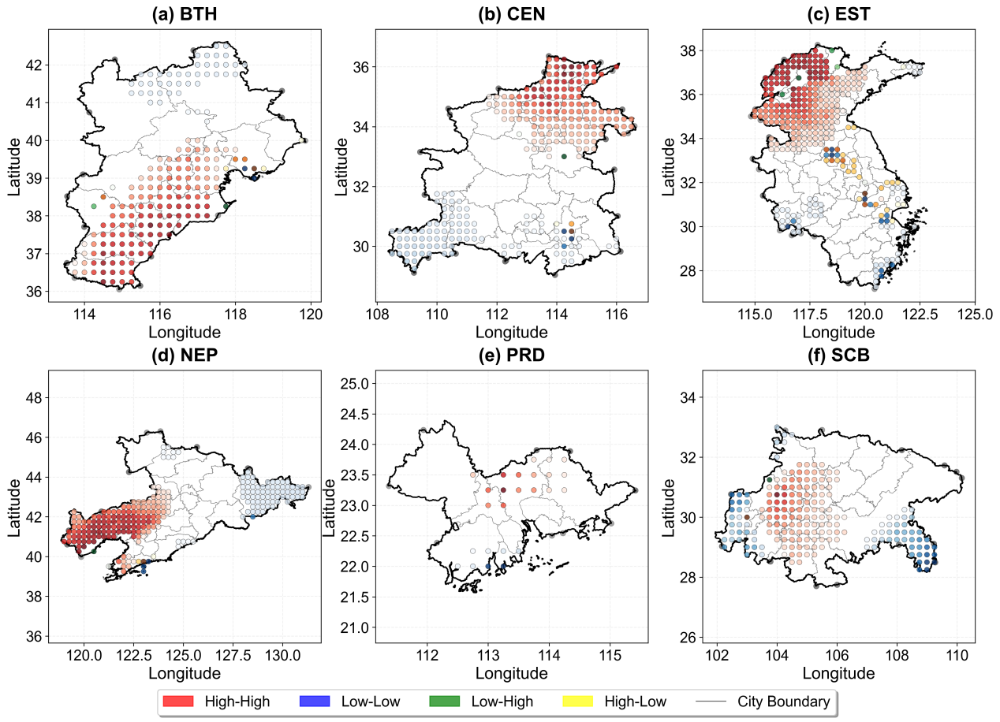 (a) BTH
(b) CEN
(c) EST
Latitude
42
41
40
39
38
37
36
114
116
118
120
Longitude
Latitude
36
34
32
30
108
110
112
114
116
Longitude
Latitude
38
36
34
32
30
28
115.0
117.5
120.0
122.5
125.0
Longitude
(d) NEP
(e) PRD
(f) SCB
Latitude
48
46
44
42
40
38
36
120.0
122.5
125.0
127.5
130.0
Longitude
Latitude
25.0
24.5
24.0
23.5
23.0
22.5
22.0
21.5
21.0
112
113
114
115
Longitude
Latitude
34
32
30
28
26
102
104
106
108
110
Longitude
High-High
Low-Low
Low-High
High-Low
City Boundary